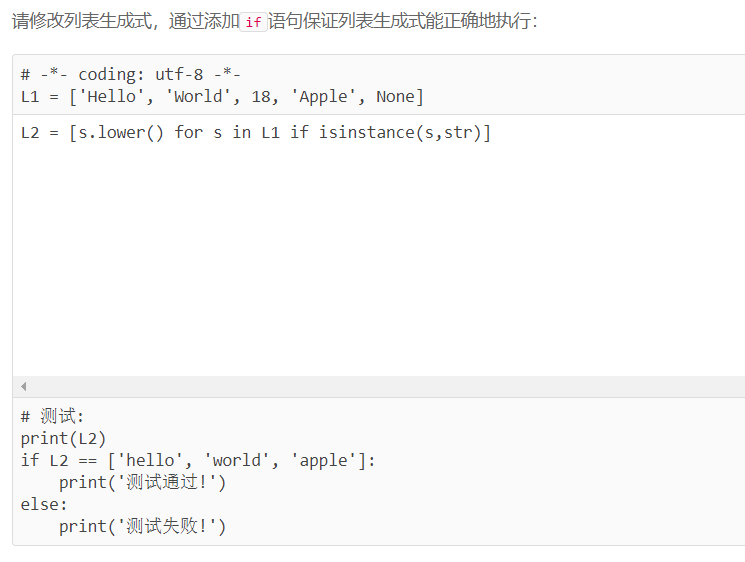 请修改列表生成式，通过添加if语句保证列表生成式能正确地执行：
# -*- coding: utf-8 -*-
L1 = ['Hello', 'World', 18, 'Apple', None]
L2 = [s.lower() for s in L1 if isinstance(s,str)]
# 测试:
print(L2)
if L2 == ['hello', 'world', 'apple']:
    print('测试通过!')
else:
    print('测试失败!')